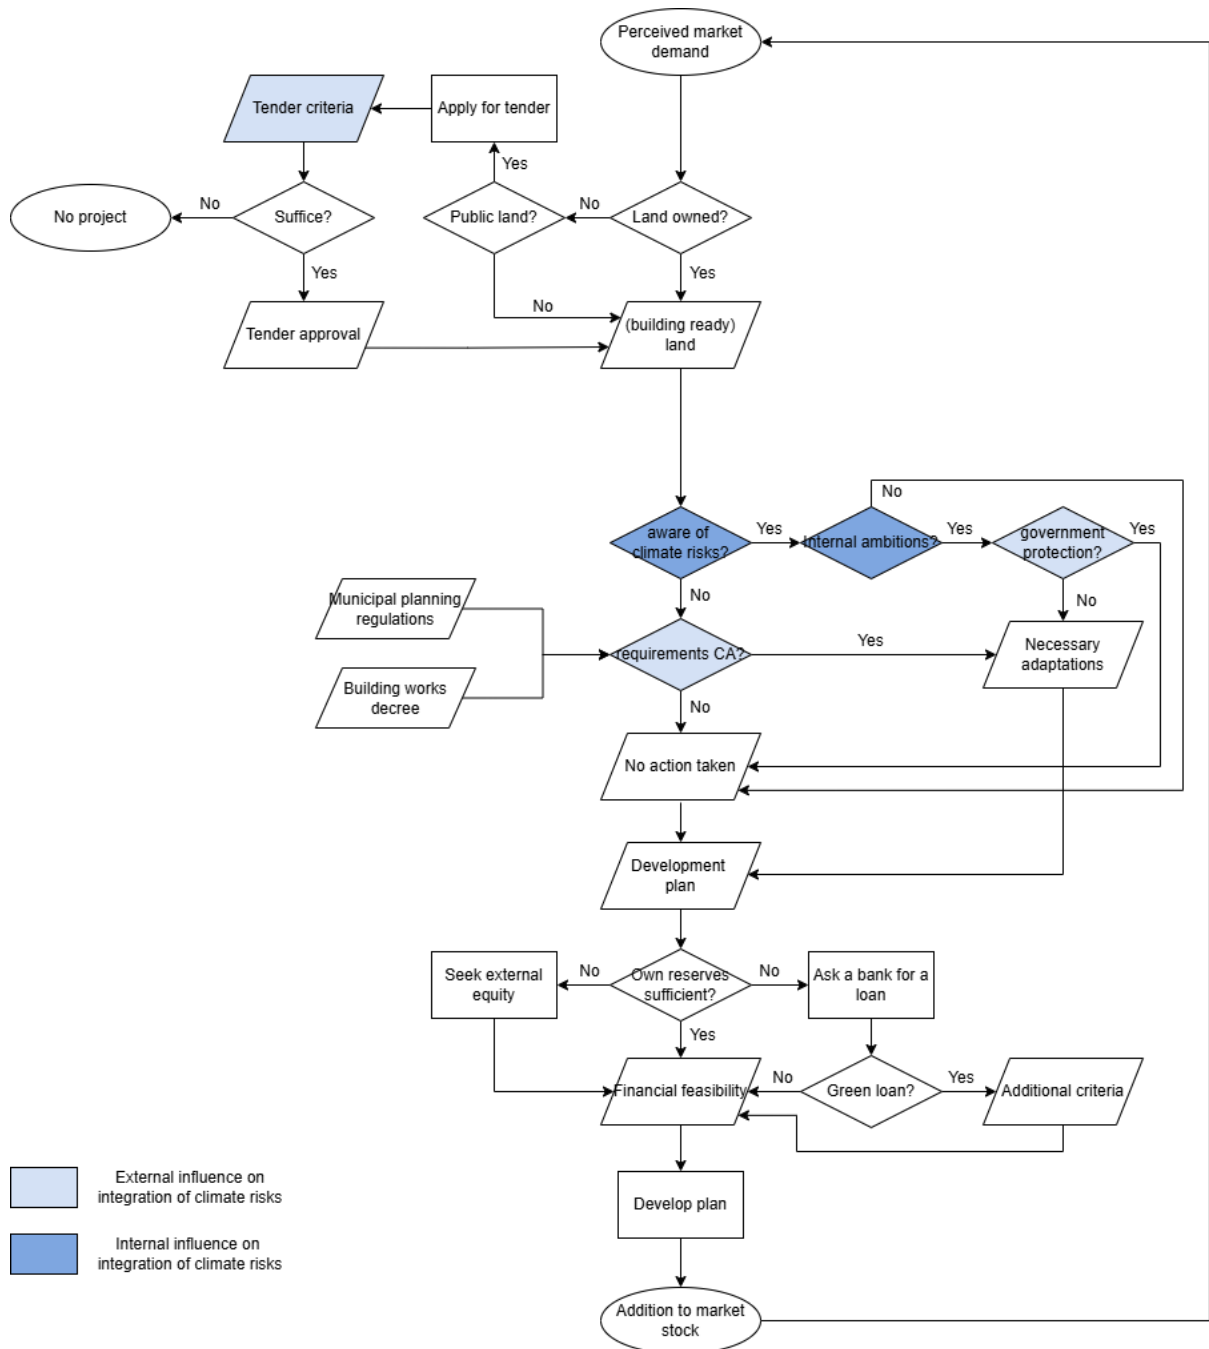 Perceived market
demand
Tender criteria
Apply for tender
Yes
No project
No
Suffice?
Public land?
No
Land owned?
Yes
Yes
No
Tender approval
(building ready)
land
No
aware of
climate risks?
Yes
Internal ambitions?
Yes
government
protection?
Yes
No
No
Municipal planning
regulations
requirements CA?
Yes
Necessary
adaptations
Building works
decree
No
No action taken
Development
plan
Seek external
equity
No
Own reserves
sufficient?
No
Ask a bank for a
loan
Yes
Financial feasibility
No
Green loan?
Yes
Additional criteria
External influence on
integration of climate risks
Develop plan
Internal influence on
integration of climate risks
Addition to market
stock